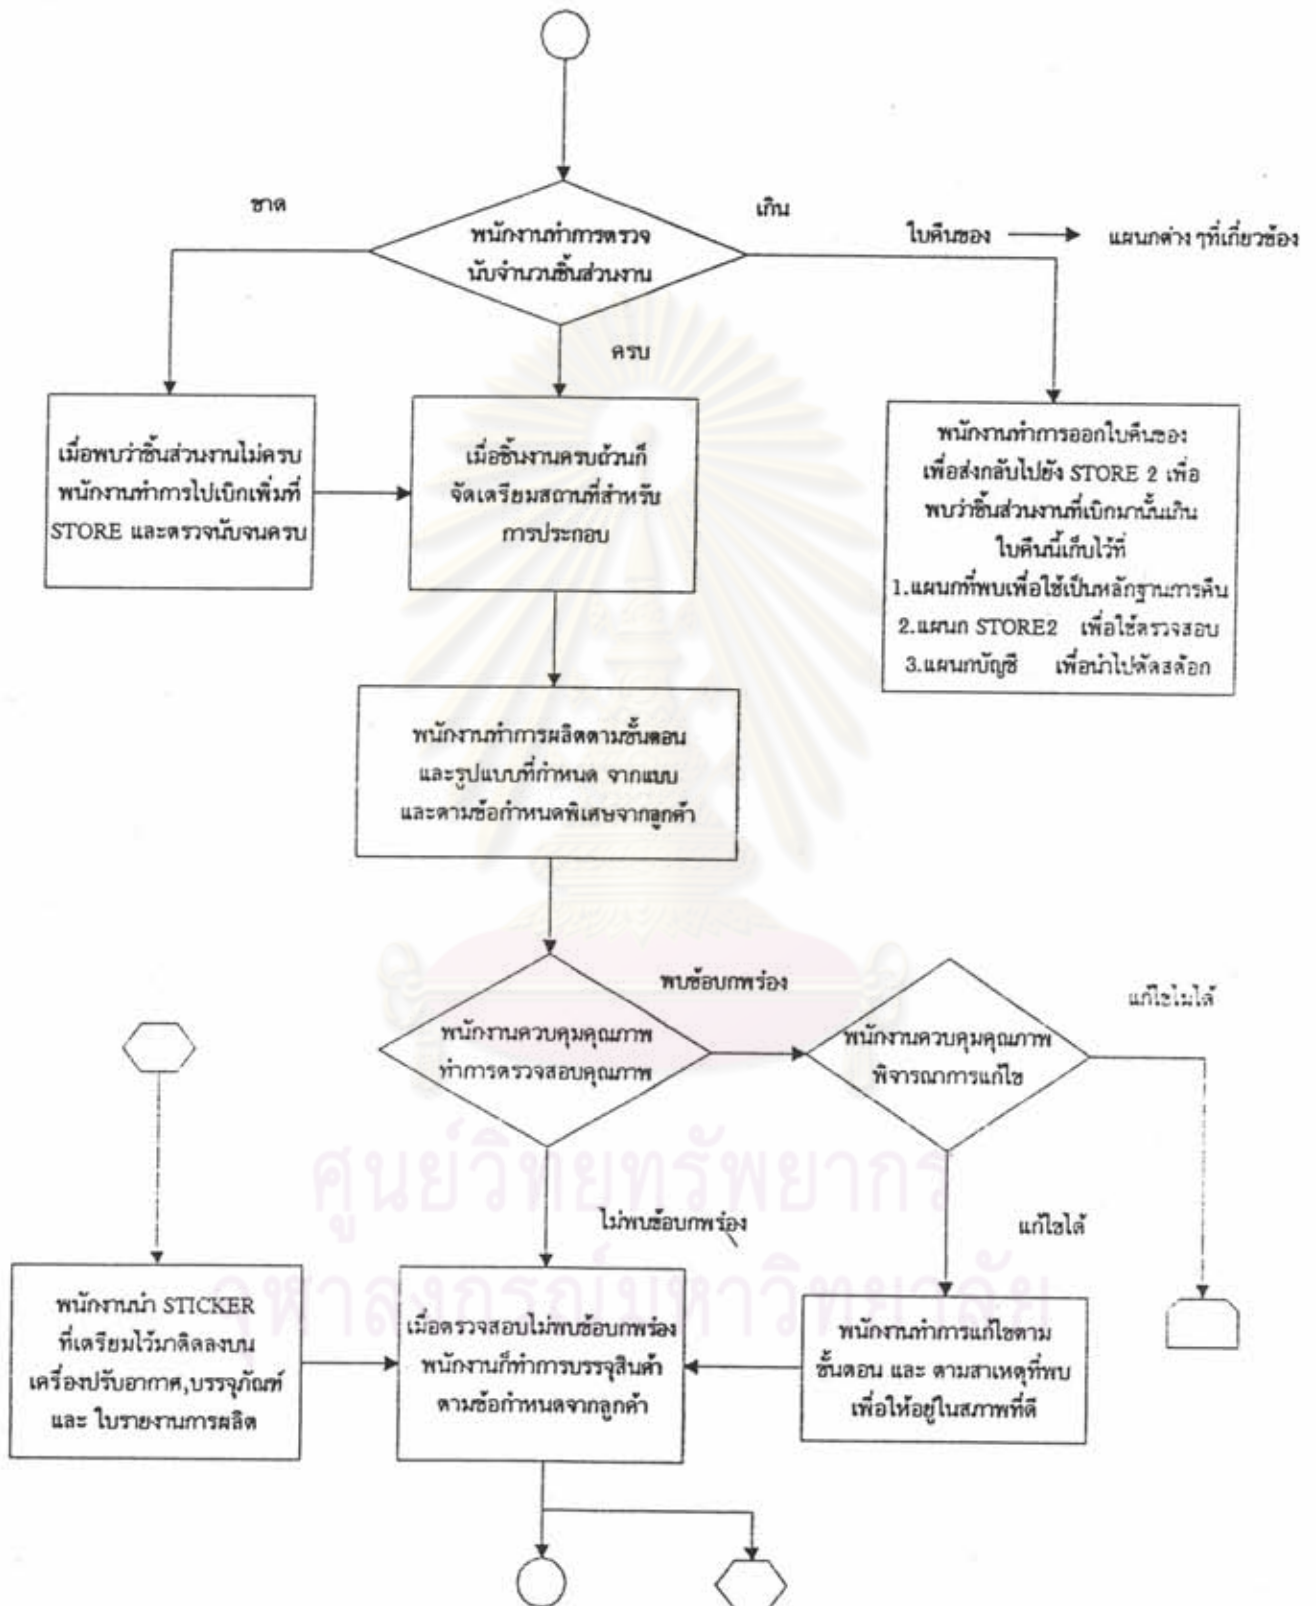 ขาด
เกิน
พนักงานทำการตรวจ
นับจำนวนชิ้นส่วนงาน
ใบคืนของ
แผนกต่าง ๆที่เกี่ยวข้อง
ครบ
เมื่อพบว่าชิ้นส่วนงานไม่ครบ
พนักงานทำการไปเบิกเพิ่มที่
STORE และตรวจนับจนครบ
เมื่อชิ้นงานครบถ้วนก็
จัดเตรียมสถานที่สำหรับ
การประกอบ
พนักงานทำการออกใบคืนของ
เพื่อส่งกลับไปยัง STORE 2 เพื่อ
พบว่าชิ้นส่วนงานที่เบิกมานั้นเกิน
ใบคืนนี้เก็บไว้ที่
1.แผนกที่พบเพื่อใช้เป็นหลักฐานการคืน
2.แผนก STORE2 เพื่อใช้ตรวจสอบ
3.แผนกบัญชี เพื่อนำไปตัดสต๊อก
พนักงานทำการผลิตตามขั้นตอน
และรูปแบบที่กำหนด จากแบบ
และตามข้อกำหนดพิเศษจากลูกค้า
พบข้อบกพร่อง
แก้ไขไม่ได้
พนักงานควบคุมคุณภาพ
ทำการตรวจสอบคุณภาพ
พนักงานควบคุมคุณภาพ
พิจารณาการแก้ไข
ศูนย์วิทยทรัพยากร
ไม่พบข้อบกพร่อง
แก้ไขได้
จุฬาลงกรณ์มหาวิทยาลัย
พนักงานนำ STICKER
ที่เตรียมไว้มาติดลงบน
เครื่องปรับอากาศ,บรรจุภัณฑ์
และ ใบรายงานการผลิต
เมื่อตรวจสอบไม่พบข้อบกพร่อง
พนักงานก็ทำการบรรจุสินค้า
ตามข้อกำหนดจากลูกค้า
พนักงานทำการแก้ไขตาม
ขั้นตอน และ ตามสาเหตุที่พบ
เพื่อให้อยู่ในสภาพที่ดี